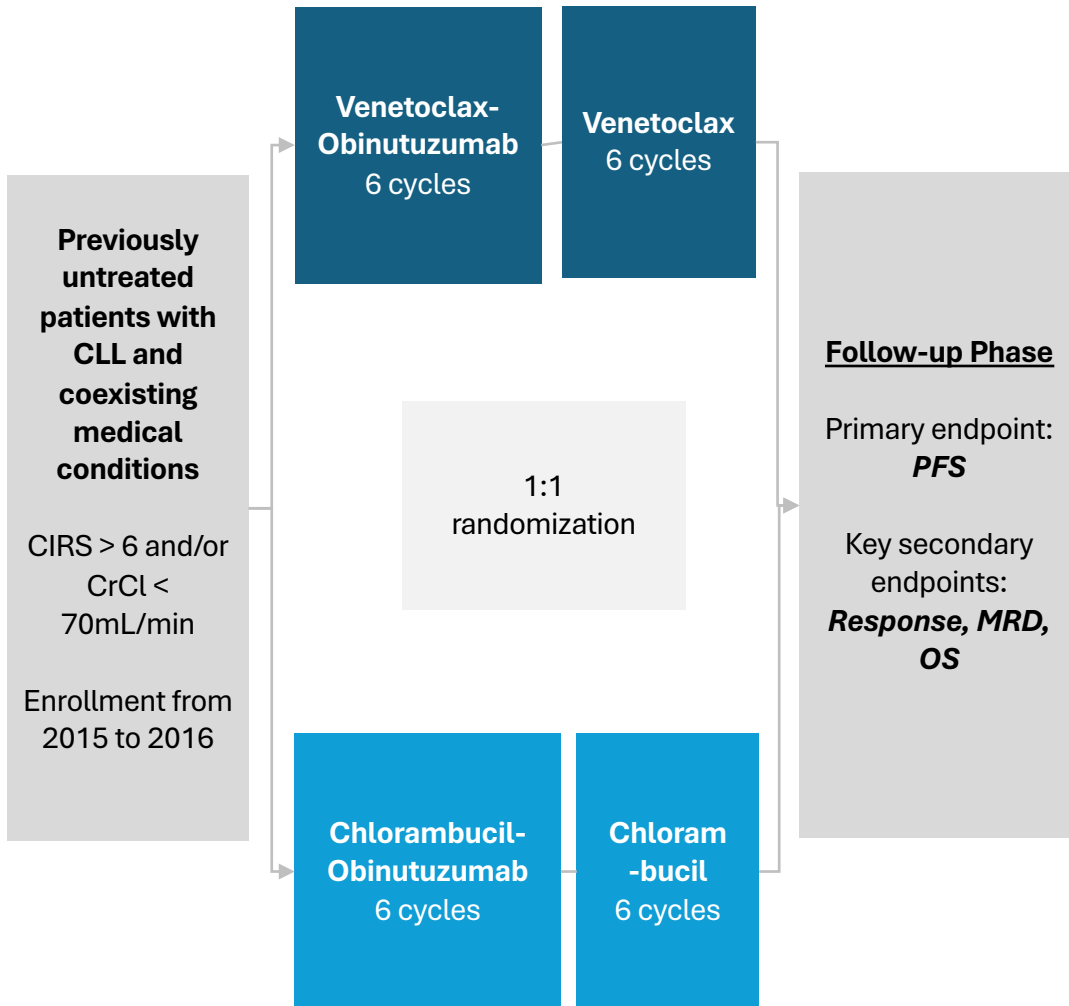 Previously
untreated
patients with
CLL and
coexisting
medical
conditions
CIRS > 6 and/or
CrCl <
70mL/min
Enrollment from
2015 to 2016
Venetoclax-
Obinutuzumab
6 cycles
Venetoclax
6 cycles
1:1
randomization
Chlorambucil-
Obinutuzumab
6 cycles
Chloram
-bucil
6 cycles
Follow-up Phase
Primary endpoint:
PFS
Key secondary
endpoints:
Response, MRD,
OS